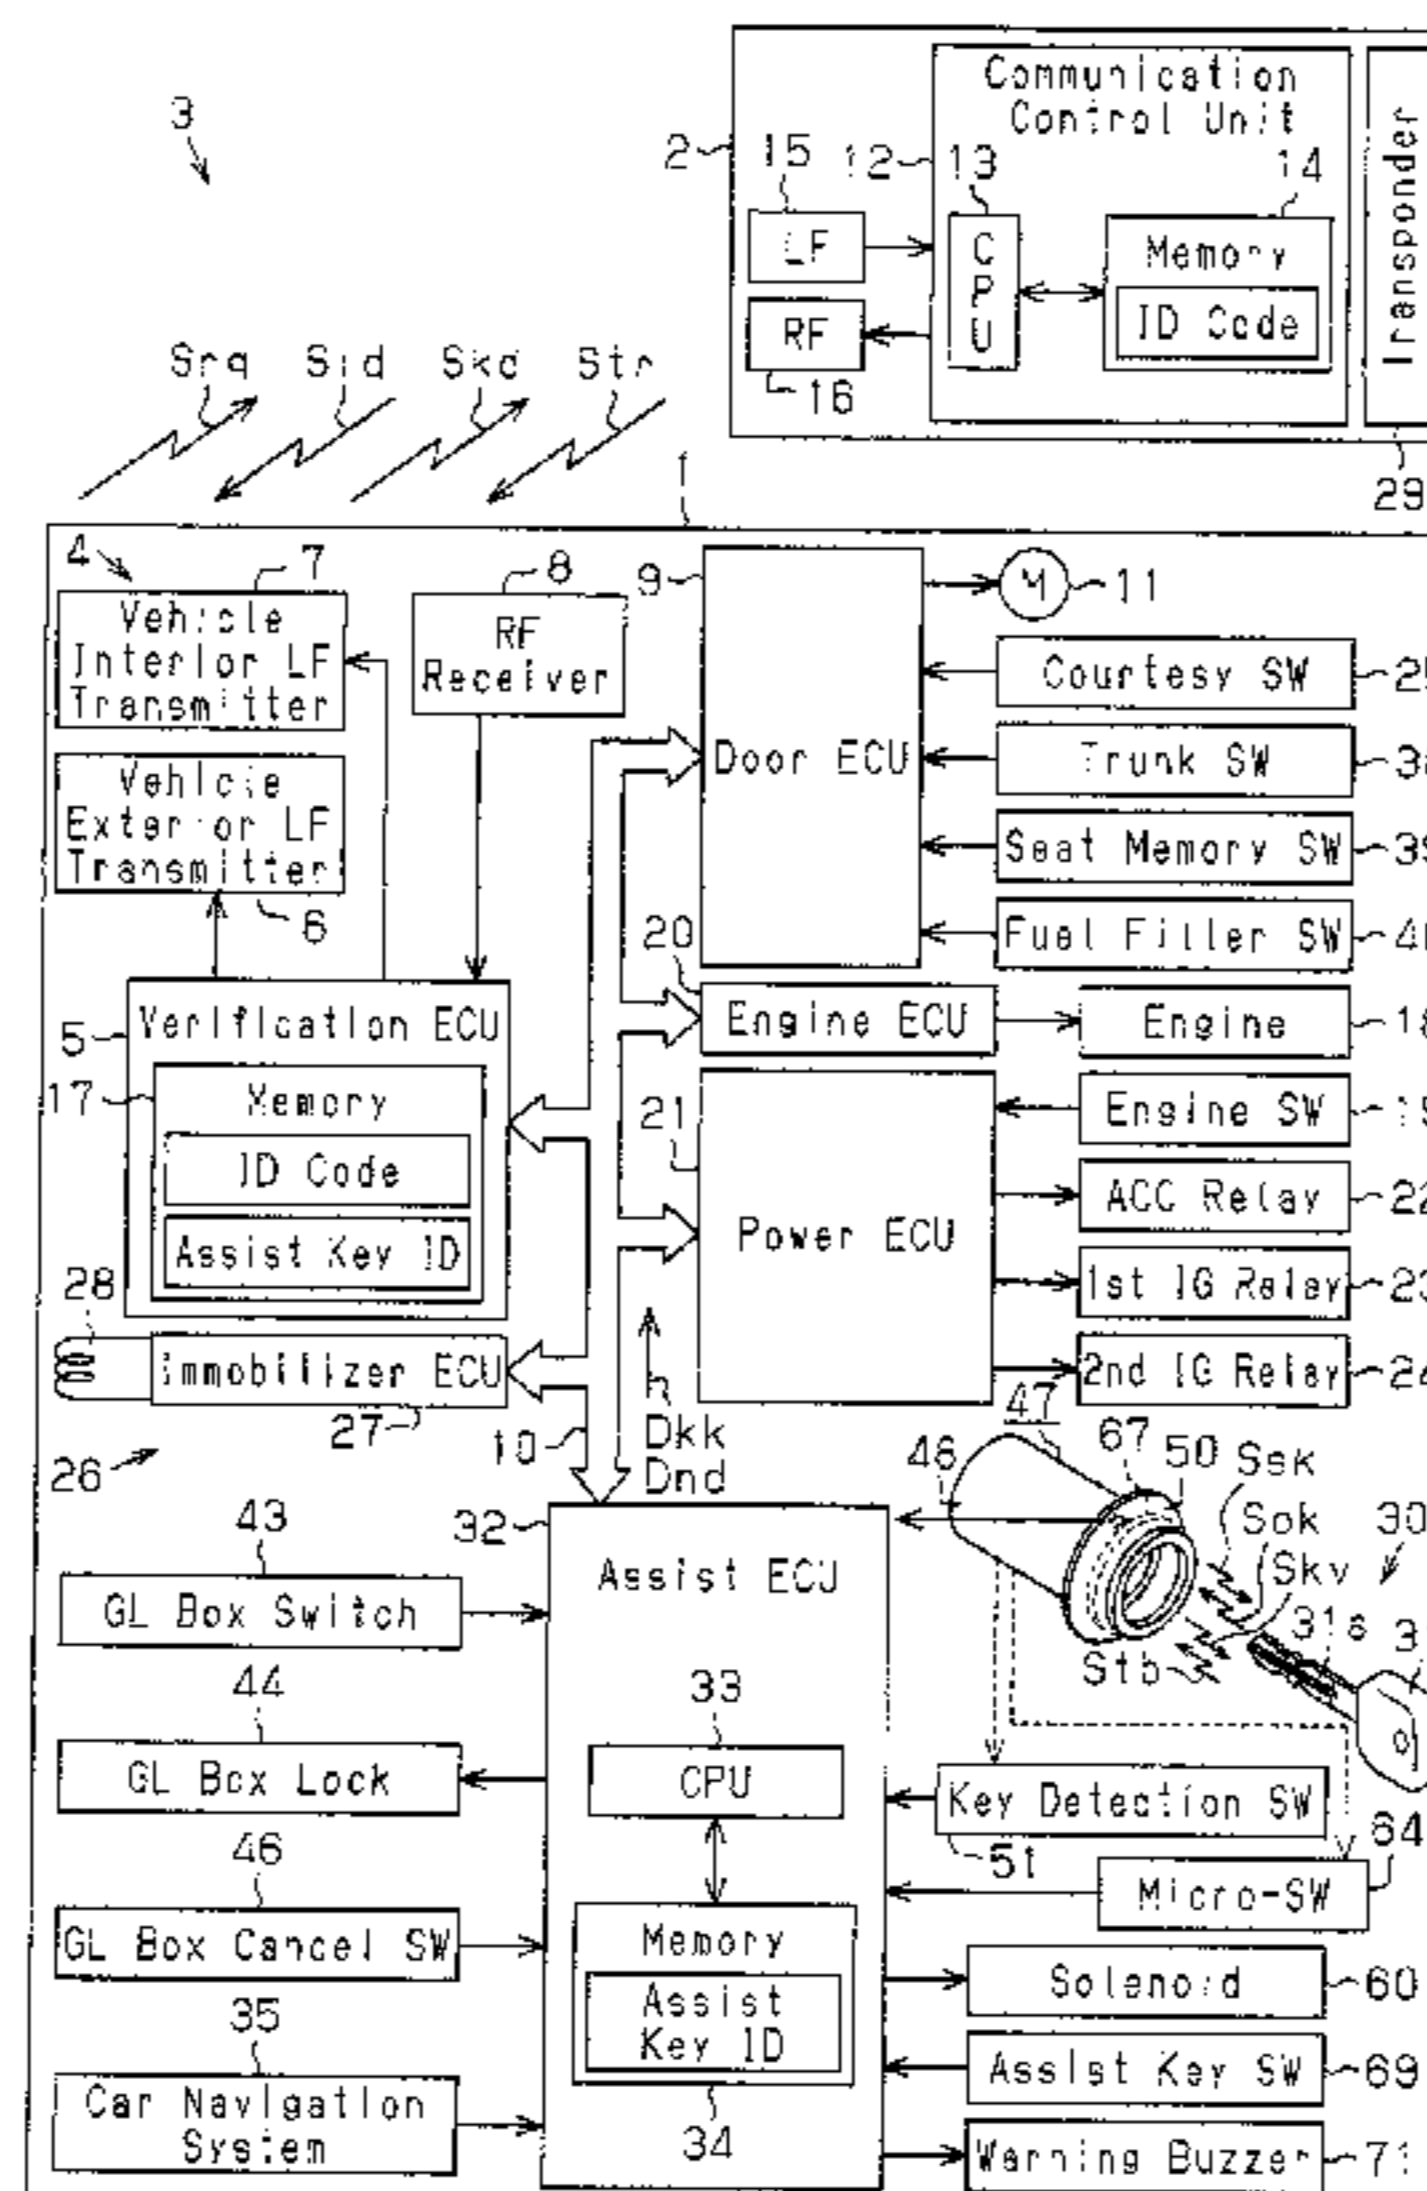 3
Communication
Control Unit
2
15
12
13
14
Transponder
LF
CPU
Memory
ID Code
RF
16
29
Srq
Sid
Skd
Str
1
4
7
8
9
M
11
Vehicle
Interior LF
Transmitter
RF
Receiver
Courtesy SW
Door ECU
Trunk SW
Vehicle
Exterior LF
Transmitter
Seat Memory SW
6
20
Fuel Filler SW
5
Verification ECU
Engine ECU
Engine
17
Memory
21
Engine SW
ID Code
ACC Relay
Assist Key ID
Power ECU
1st IG Relay
28
Immobilizer ECU
2nd IG Relay
27
10
Dkk
Dnd
26
47
48
67
50
Ssk
Sok
Skv
30
43
32
Assist ECU
GL Box Switch
31a
Stb
44
33
GL Box Lock
CPU
Key Detection SW
51
64
46
Micro-SW
GL Box Cancel SW
Memory
Assist
Key ID
Solenoid
60
35
Assist Key SW
69
Car Navigation
System
34
Warning Buzzer
71